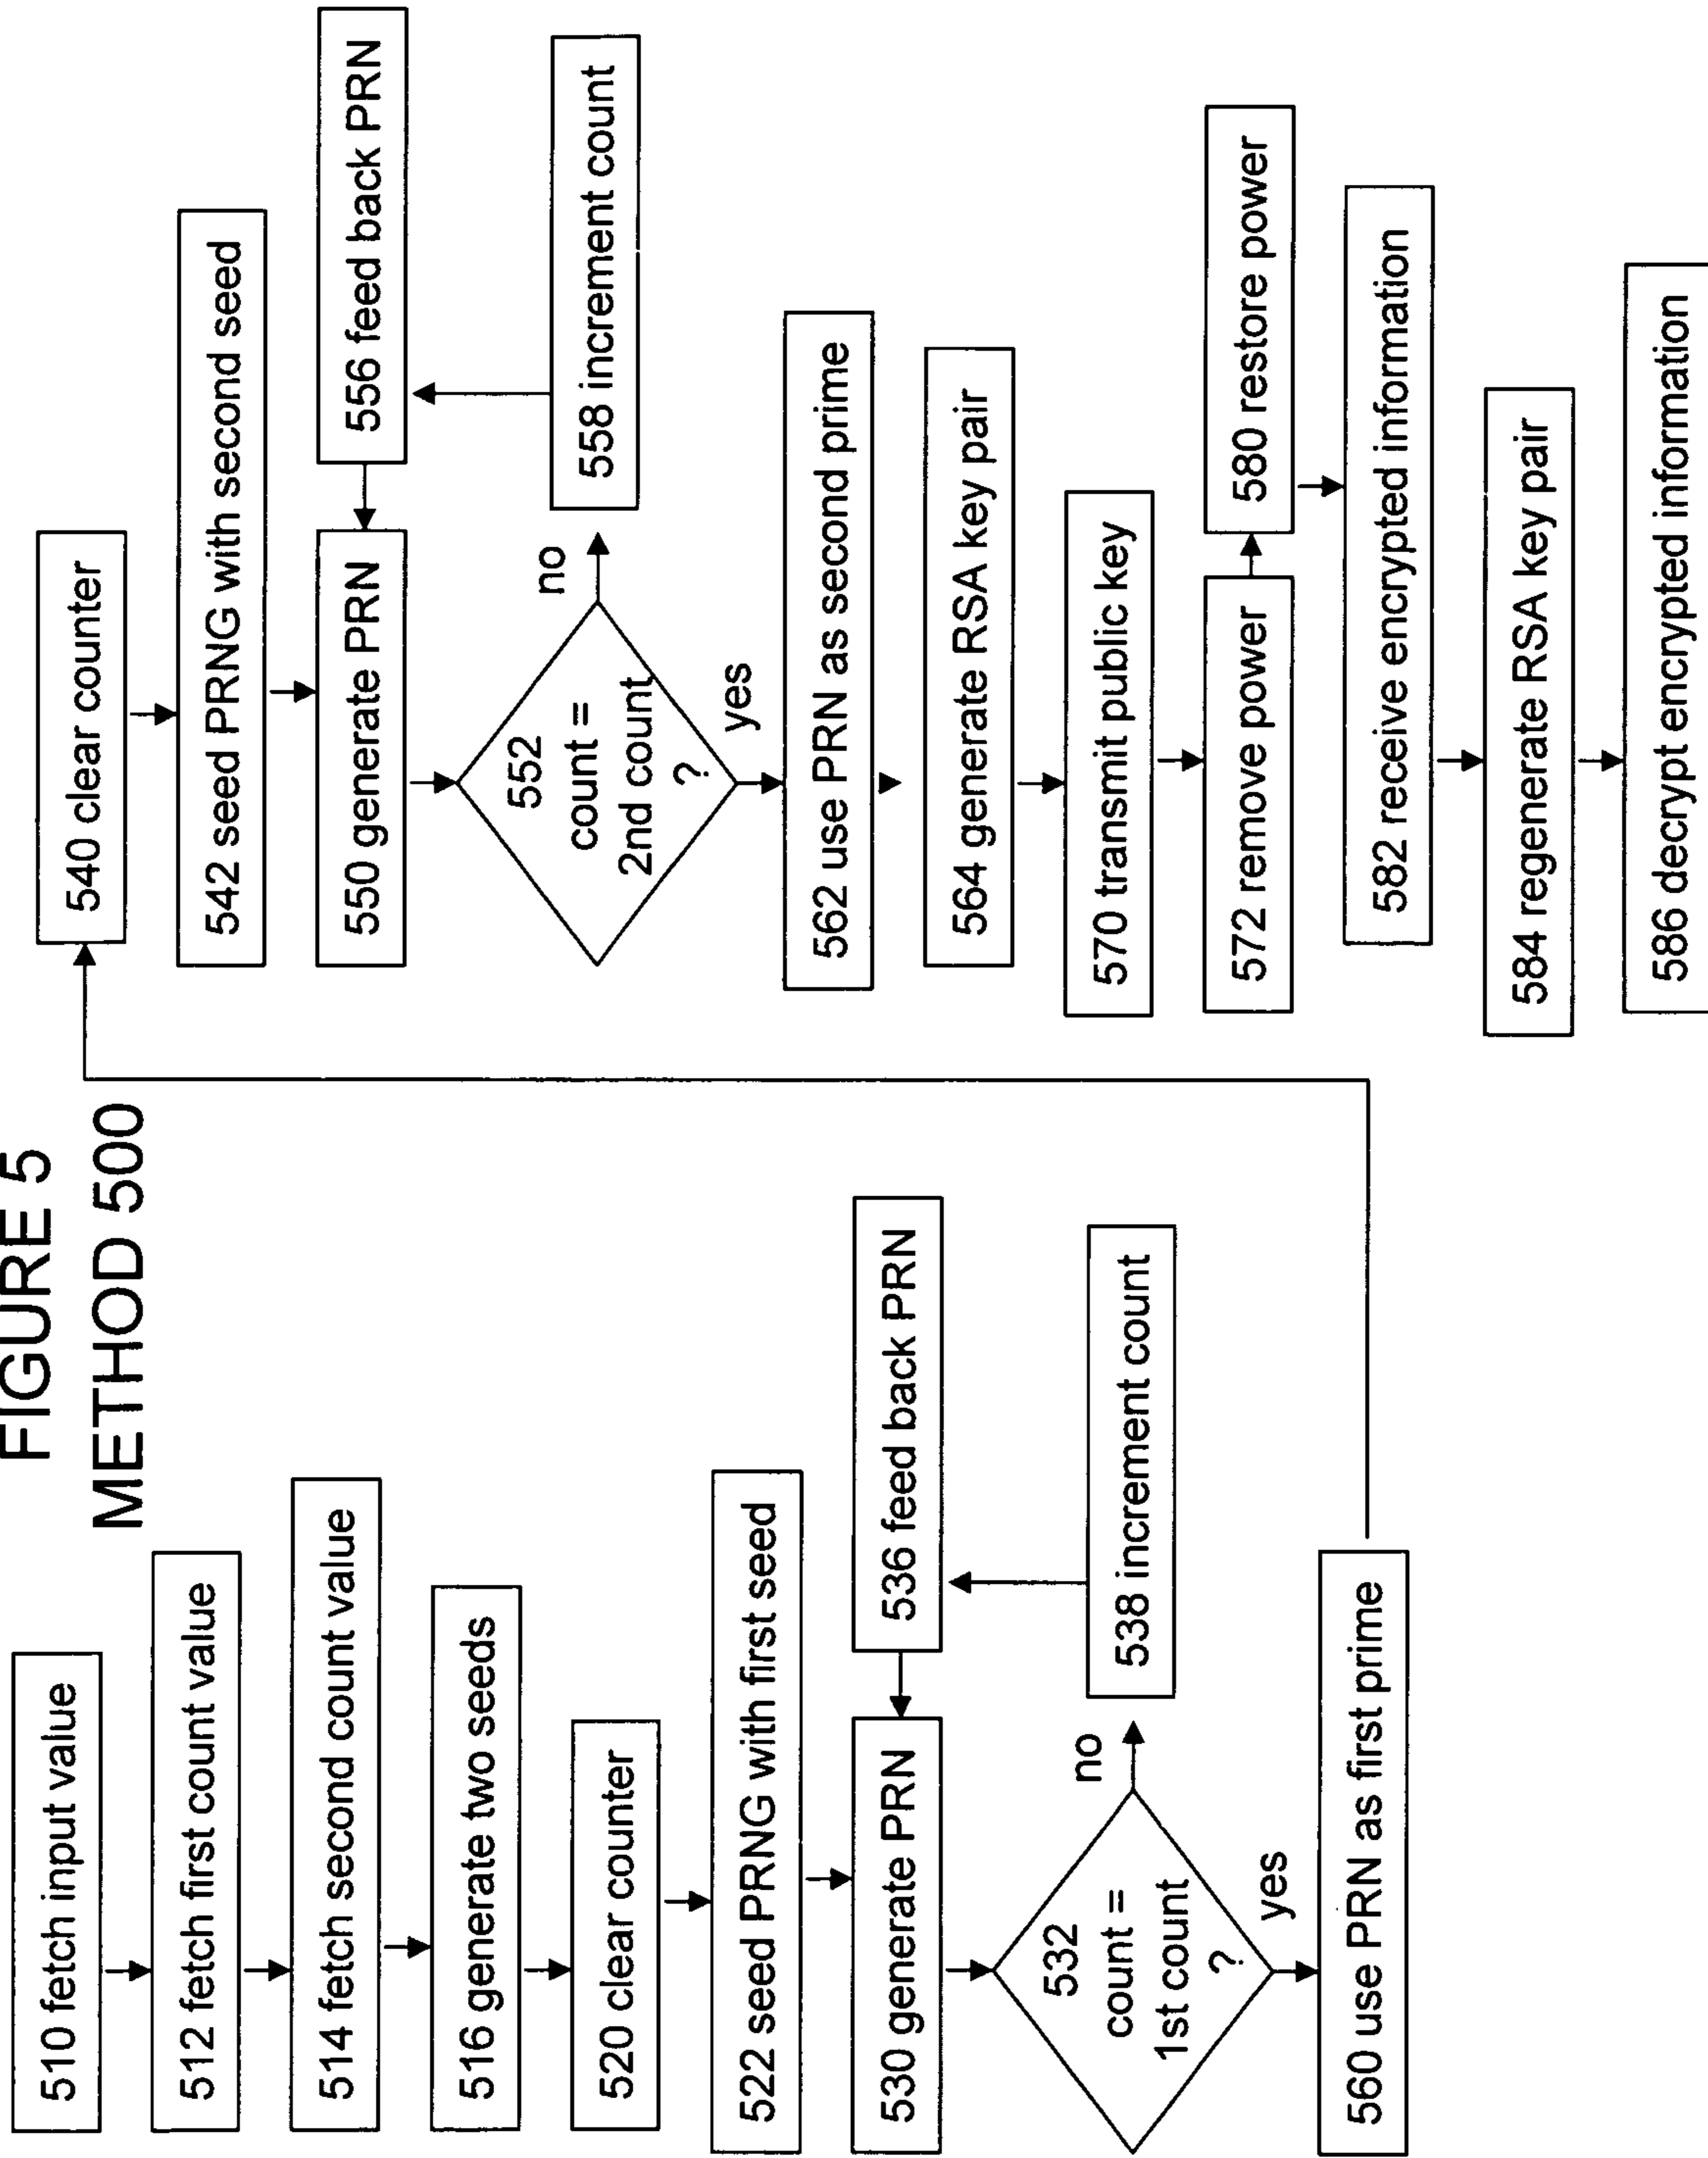 FIGURE 5
METHOD 500
510 fetch input value
512 fetch first count value
514 fetch second count value
516 generate two seeds
520 clear counter
522 seed PRNG with first seed
530 generate PRN
536 feed back PRN
532
count =
1st count
?
no
538 increment count
yes
560 use PRN as first prime
540 clear counter
542 seed PRNG with second seed
550 generate PRN
556 feed back PRN
552
count =
2nd count
?
no
558 increment count
yes
562 use PRN as second prime
564 generate RSA key pair
570 transmit public key
572 remove power
580 restore power
582 receive encrypted information
584 regenerate RSA key pair
586 decrypt encrypted information